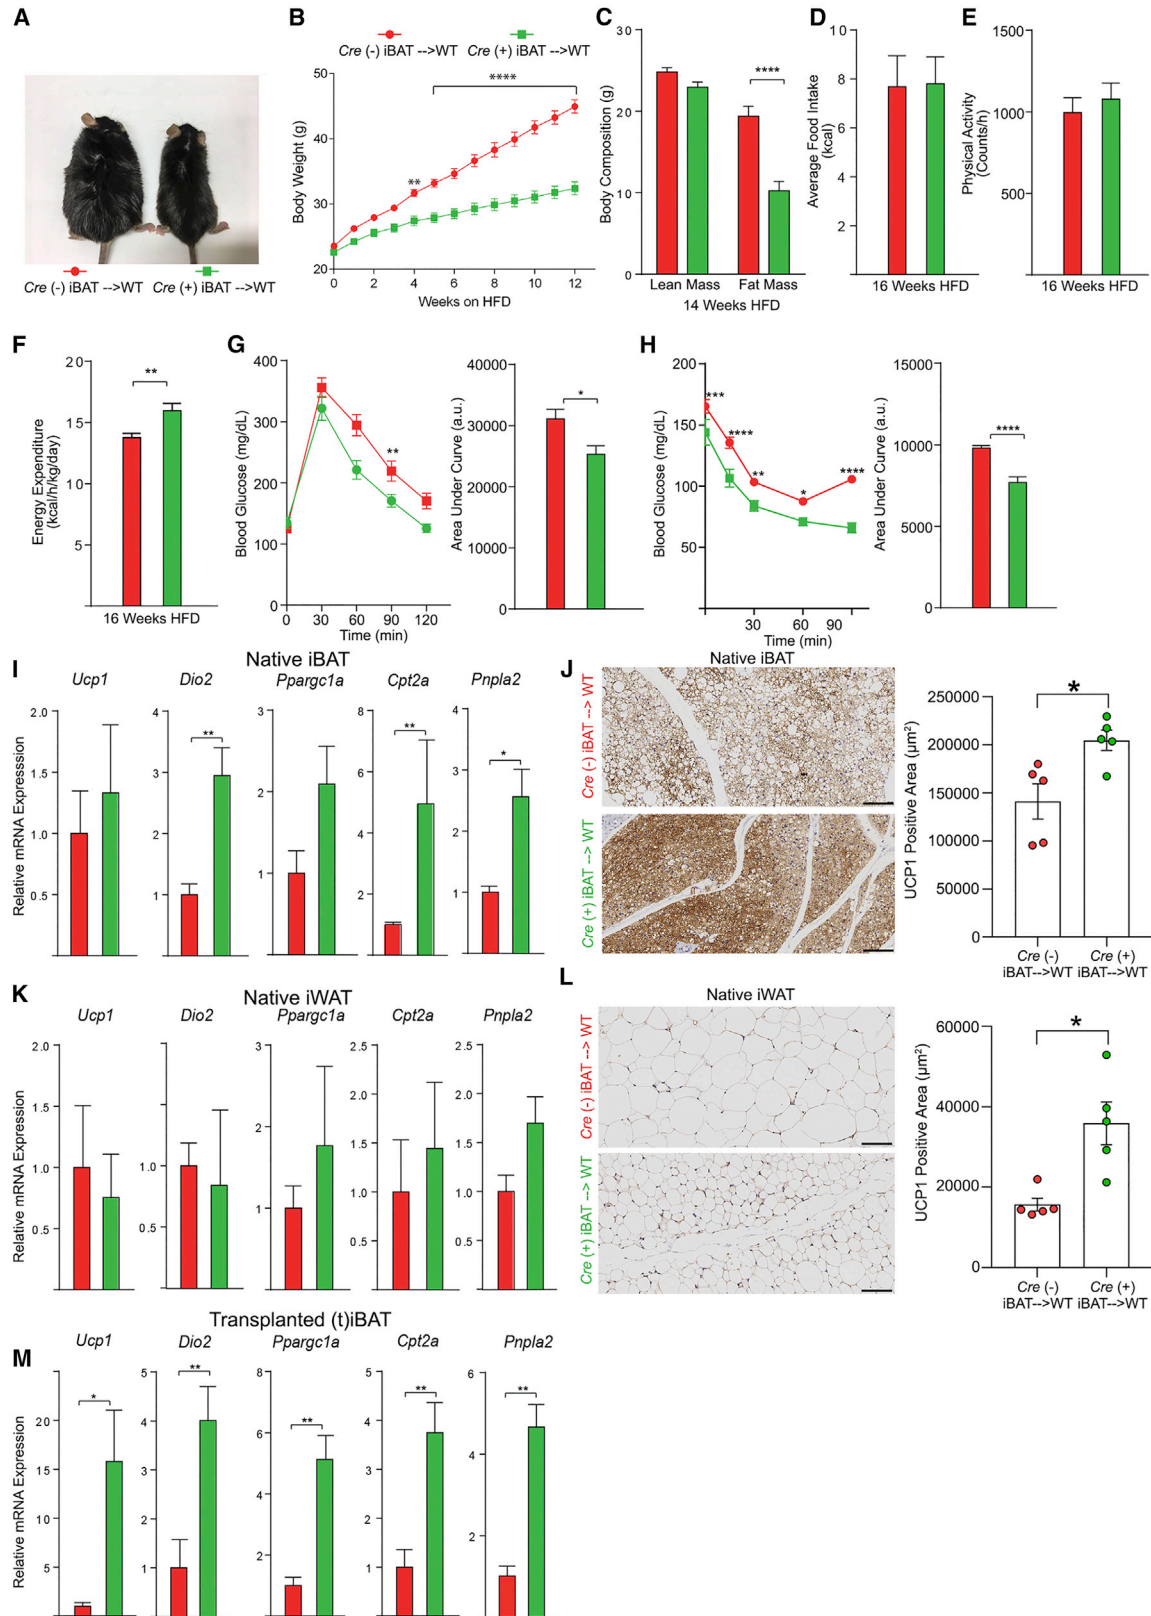 A
Cre (-) iBAT -->WT
Cre (+) iBAT -->WT
B
Cre (-) iBAT -->WT
Cre (+) iBAT -->WT
****
**
Body Weight (g)
50
40
30
20
0 2 4 6 8 10 12
Weeks on HFD
C
****
Body Composition (g)
30
20
10
0
Lean Mass Fat Mass
14 Weeks HFD
D
Average Food Intake
(kcal)
10
8
6
4
2
16 Weeks HFD
E
Physical Activity
(Counts/h)
1500
1000
500
16 Weeks HFD
F
**
Energy Expenditure
(kcal/h/kg/day)
20
15
10
5
16 Weeks HFD
G
**
Blood Glucose (mg/dL)
400
300
200
100
0
0 30 60 90 120
Time (min)
*
Area Under Curve (a.u.)
40000
30000
20000
10000
0
H
***
****
**
*
****
Blood Glucose (mg/dL)
200
150
100
50
30 60 90
Time (min)
****
Area Under Curve (a.u.)
15000
10000
5000
0
I
Native iBAT
Ucp1 Dio2 Ppargc1a Cpt2a Pnpla2
Relative mRNA Expresssion
2.0
1.5
1.0
0.5
**
4
3
2
1
3
2
1
**
8
6
4
2
*
4
3
2
1
J
Native iBAT
Cre (-) iBAT --> WT
Cre (+) iBAT --> WT
*
UCP1 Positive Area (µm²)
250000
200000
150000
100000
50000
0
Cre (-) Cre (+)
iBAT-->WT iBAT-->WT
K
Native iWAT
Ucp1 Dio2 Ppargc1a Cpt2a Pnpla2
Relative mRNA Expression
2.0
1.5
1.0
0.5
1.0
0.5
3
2
1
2.5
2.0
1.5
1.0
0.5
2.5
2.0
1.5
1.0
0.5
L
Native iWAT
Cre (-) iBAT --> WT
Cre (+) iBAT --> WT
*
UCP1 Positive Area (µm²)
60000
40000
20000
0
Cre (-) Cre (+)
iBAT-->WT iBAT-->WT
M
Transplanted (t)iBAT
Ucp1 Dio2 Ppargc1a Cpt2a Pnpla2
Relative mRNA Expression
*
20
15
10
5
**
5
4
3
2
1
**
8
6
4
2
**
5
4
3
2
1
**
6
4
2